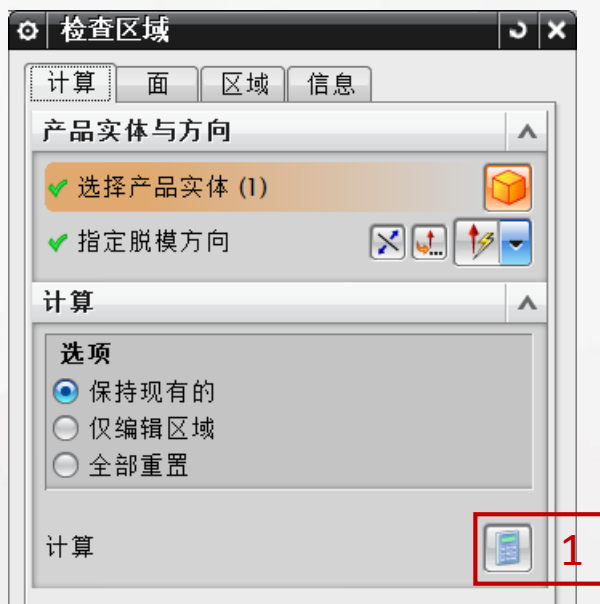 检查区域
计算 面 区域 信息
产品实体与方向
选择产品实体 (1)
指定脱模方向
计算
选项
保持现有的
仅编辑区域
全部重置
计算 1